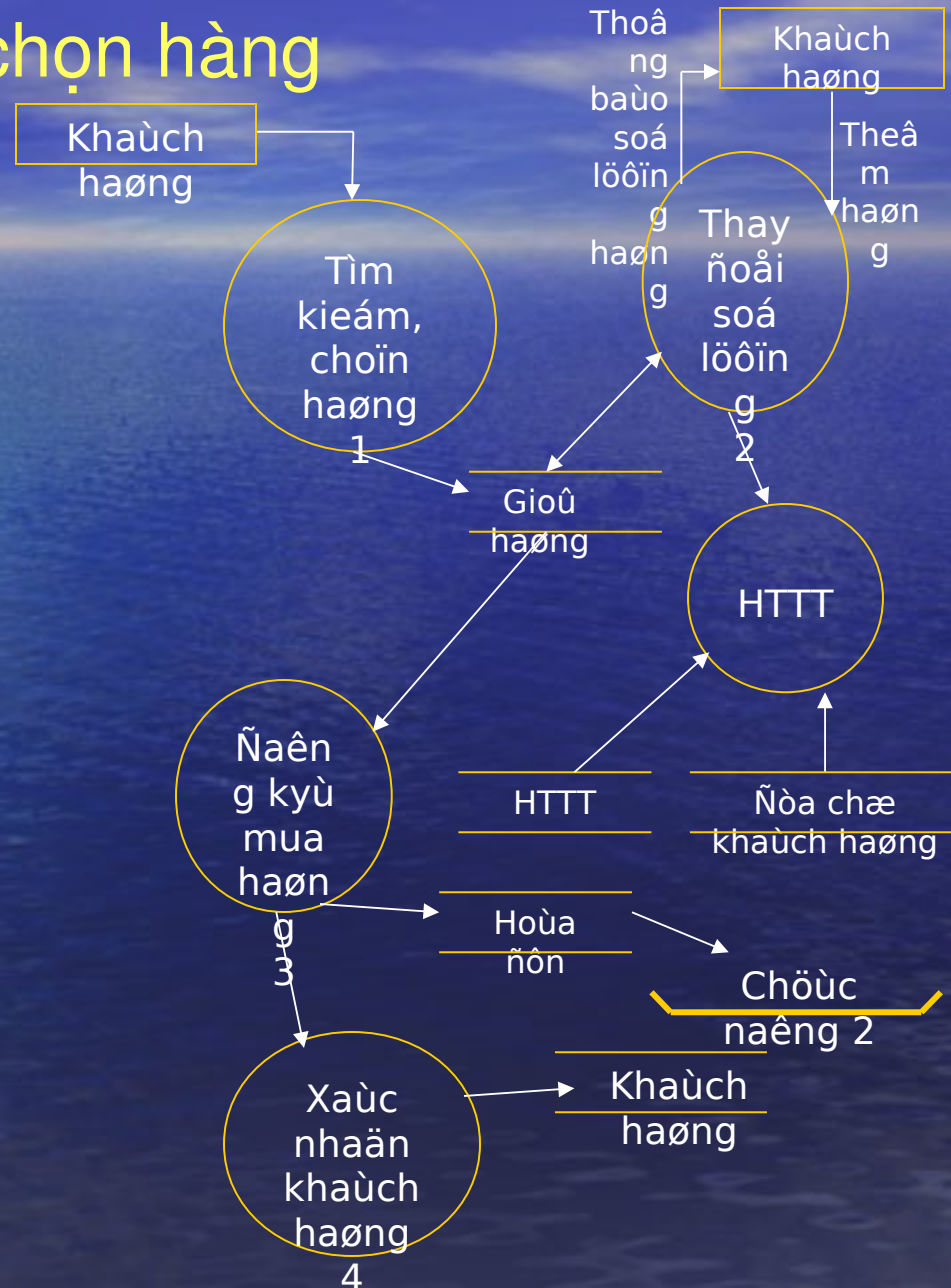 chọn hàng
Khaùch
haøng
Thoâ
ng
baùo
soá
löôïn
g
haøn
g
Khaùch
haøng
Theâ
m
haøn
g
Tìm
kieám,
choïn
haøng
1
Thay
ñoåi
soá
löôïn
g
2
Gioû
haøng
HTTT
Ñaên
g kyù
mua
haøn
g
3
HTTT
Ñòa chæ
khaùch haøng
Hoùa
ñôn
Chöùc
naêng 2
Xaùc
nhaän
khaùch
haøng
4
Khaùch
haøng